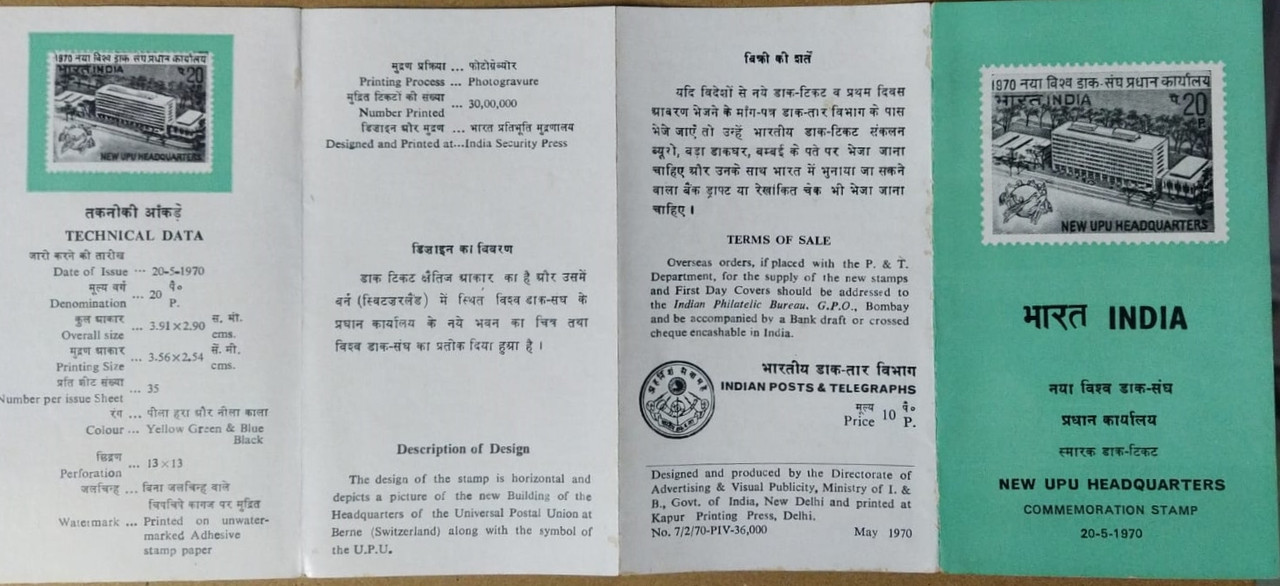 1970 नया विश्व डाक संघ प्रधान कार्यालय
भारत INDIA प 20
NEW UPU HEADQUARTERS
तकनीकी आंकड़े
TECHNICAL DATA
जारी करने की तारीख
Date of Issue ... 20-5-1970
मूल्य वर्ग
Denomination ... 20 पै० P.
कुल आकार
Overall size ... 3.91×2.90 सें. मी. cms.
मुद्रण आकार
Printing Size ... 3.56×2.54 सें. मी. cms.
प्रति शीट संख्या
Number per issue Sheet ... 35
रंग ... पीला हरा और नीला काला
Colour ... Yellow Green & Blue
Black
छिद्रण
Perforation ... 13×13
जलचिन्ह ... बिना जलचिन्ह वाले
चिपचिपे कागज पर मुद्रित
Watermark ... Printed on unwater-
marked Adhesive
stamp paper
मुद्रण प्रक्रिया ... फोटोग्रेव्योर
Printing Process ... Photogravure
मुद्रित टिकटों की संख्या
Number Printed ... 30,00,000
डिजाइन और मुद्रण ... भारत प्रतिभूति मुद्रणालय
Designed and Printed at...India Security Press
डिजाइन का विवरण
डाक टिकट क्षैतिज आकार का है और उसमें
बर्न (स्विटज़रलैंड) में स्थित विश्व डाक-संघ के
प्रधान कार्यालय के नये भवन का चित्र तथा
विश्व डाक-संघ का प्रतीक दिया हुआ है ।
Description of Design
The design of the stamp is horizontal and
depicts a picture of the new Building of the
Headquarters of the Universal Postal Union at
Berne (Switzerland) along with the symbol of
the U.P.U.
बिक्री की शर्तें
यदि विदेशों से नये डाक-टिकट व प्रथम दिवस
आवरण भेजने के मांग-पत्र डाक-तार विभाग के पास
भेजे जाएँ तो उन्हें भारतीय डाक-टिकट संकलन
ब्यूरो, बड़ा डाकघर, बम्बई के पते पर भेजा जाना
चाहिए और उनके साथ भारत में भुनाया जा सकने
वाला बैंक ड्राफ्ट या रेखांकित चेक भी भेजा जाना
चाहिए ।
TERMS OF SALE
Overseas orders, if placed with the P. & T.
Department, for the supply of the new stamps
and First Day Covers should be addressed to
the Indian Philatelic Bureau, G.P.O., Bombay
and be accompanied by a Bank draft or crossed
cheque encashable in India.
भारतीय डाक-तार विभाग
INDIAN POSTS & TELEGRAPHS
मूल्य 10 पै०
Price P.
Designed and produced by the Directorate of
Advertising & Visual Publicity, Ministry of I. &
B., Govt. of India, New Delhi and printed at
Kapur Printing Press, Delhi.
No. 7/2/70-PIV-36,000 May 1970
1970 नया विश्व डाक-संघ प्रधान कार्यालय
भारत INDIA प 20 P.
NEW UPU HEADQUARTERS
भारत INDIA
नया विश्व डाक-संघ
प्रधान कार्यालय
स्मारक डाक-टिकट
NEW UPU HEADQUARTERS
COMMEMORATION STAMP
20-5-1970